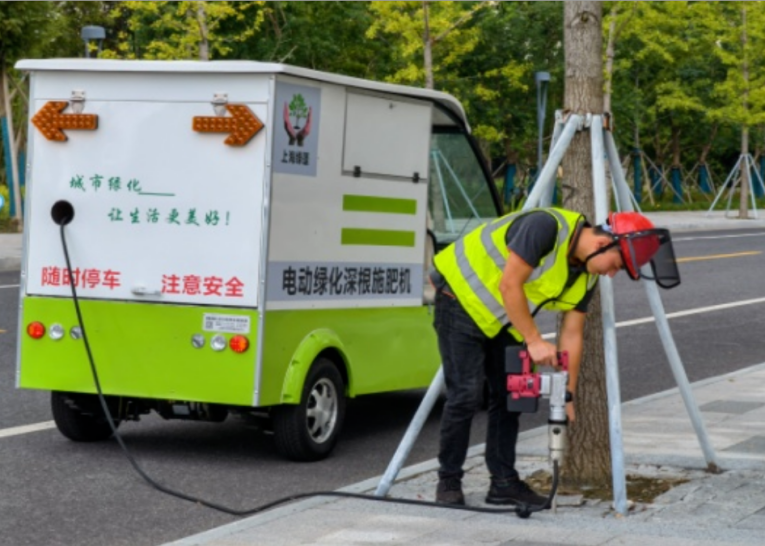 城市绿化
让生活更美好!
随时停车 注意安全
上海绿蓝
电动绿化深根施肥机